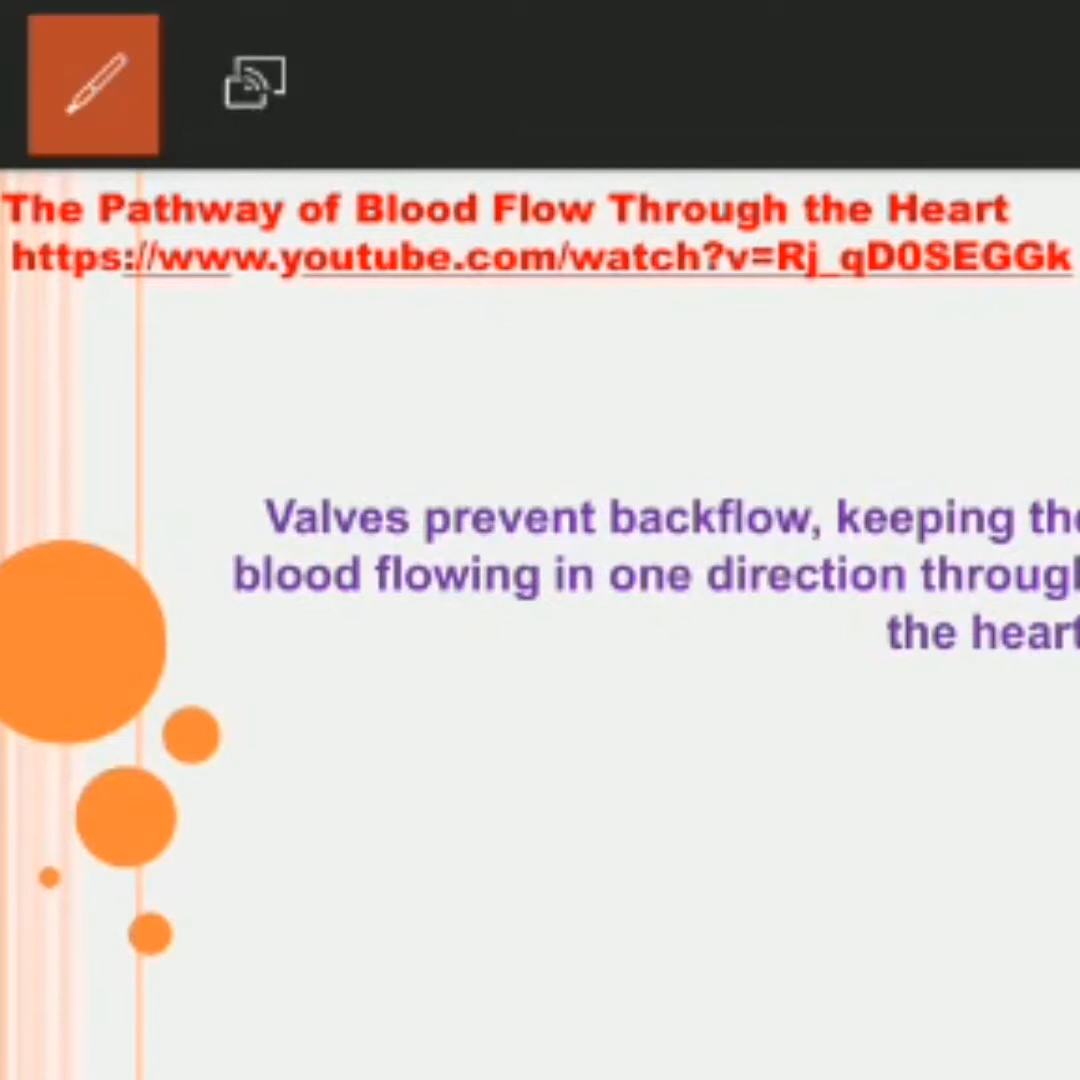 The Pathway of Blood Flow Through the Heart
https://www.youtube.com/watch?v=Rj_qD0SEGGk
Valves prevent backflow, keeping the
blood flowing in one direction through
the heart